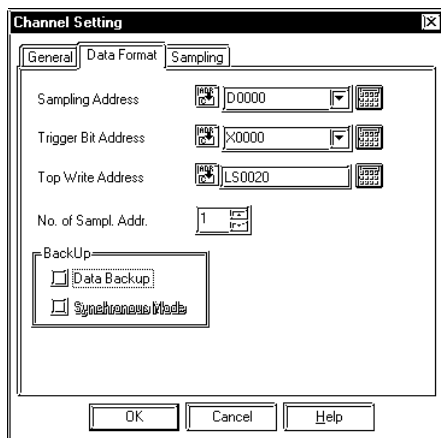 Channel Setting
General Data Format Sampling
Sampling Address D0000
Trigger Bit Address X0000
Top Write Address LS0020
No. of Sampl. Addr. 1
BackUp
Data Backup
Synchronous Mode
OK Cancel Help